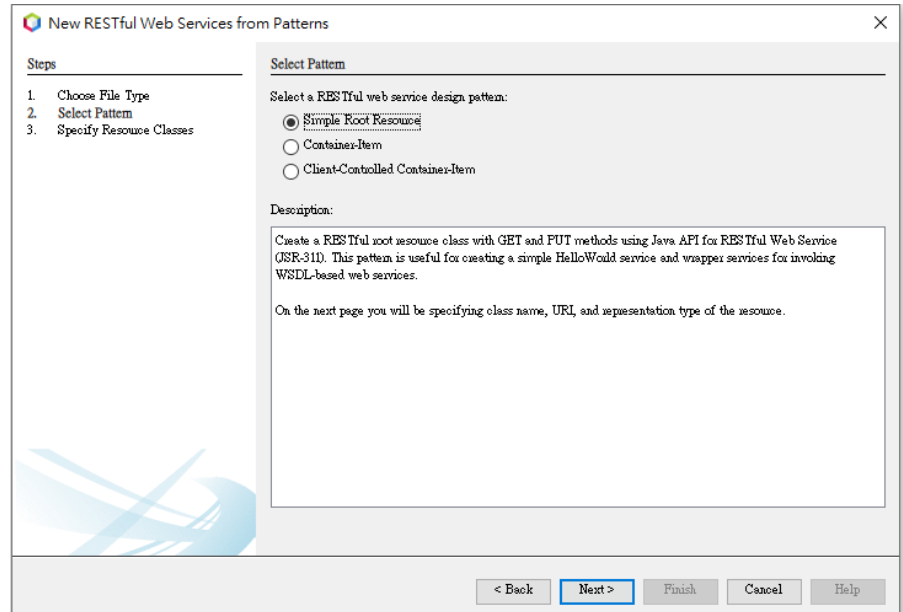 New RESTful Web Services from Patterns
Steps
1. Choose File Type
2. Select Pattern
3. Specify Resource Classes
Select Pattern
Select a RESTful web service design pattern:
Simple Root Resource
Container-Item
Client-Controlled Container-Item
Description:
Create a RESTful root resource class with GET and PUT methods using Java API for RESTful Web Service
(JSR-311). This pattern is useful for creating a simple HelloWorld service and wrapper services for invoking
WSDL-based web services.
On the next page you will be specifying class name, URI, and representation type of the resource.
< Back
Next >
Finish
Cancel
Help